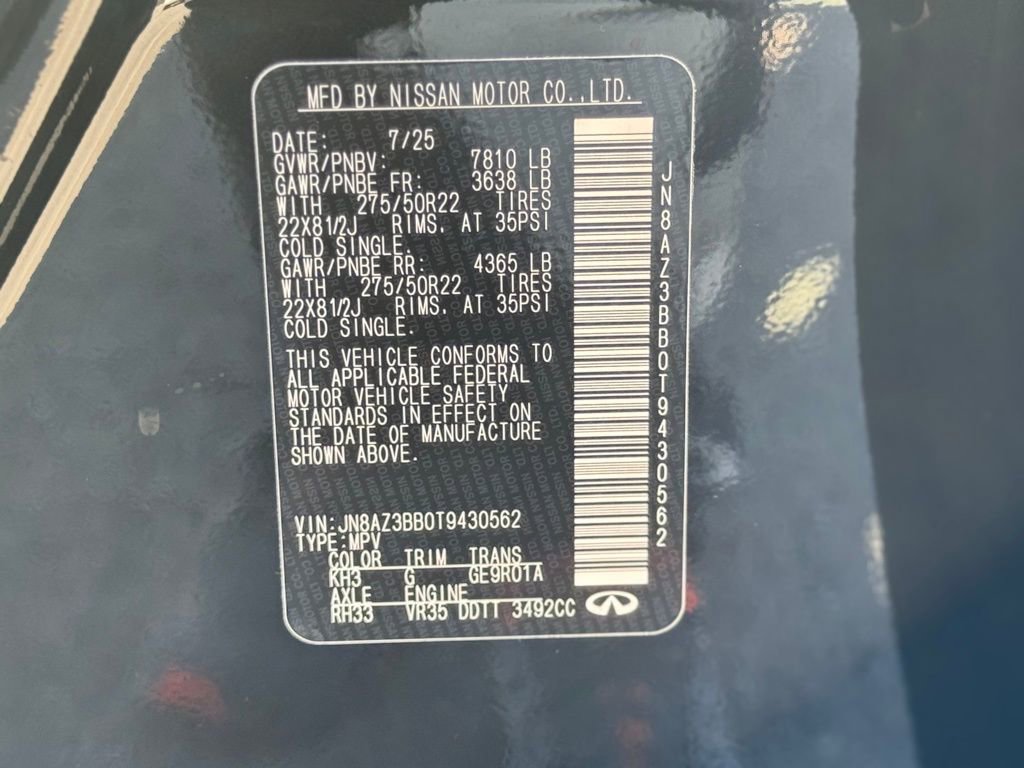 MFD BY NISSAN MOTOR CO.,LTD.
DATE: 7/25
GVWR/PNBV: 7810 LB
GAWR/PNBE FR: 3638 LB
WITH 275/50R22 TIRES
22X81/2J RIMS. AT 35PSI
COLD SINGLE.
GAWR/PNBE RR: 4365 LB
WITH 275/50R22 TIRES
22X81/2J RIMS. AT 35PSI
COLD SINGLE.
THIS VEHICLE CONFORMS TO
ALL APPLICABLE FEDERAL
MOTOR VEHICLE SAFETY
STANDARDS IN EFFECT ON
THE DATE OF MANUFACTURE
SHOWN ABOVE.
VIN:JN8AZ3BB0T9430562
TYPE:MPV
COLOR TRIM TRANS
KH3 G GE9R01A
AXLE ENGINE
RH33 VR35 DDTT 3492CC
JN8AZ3BB0T9430562